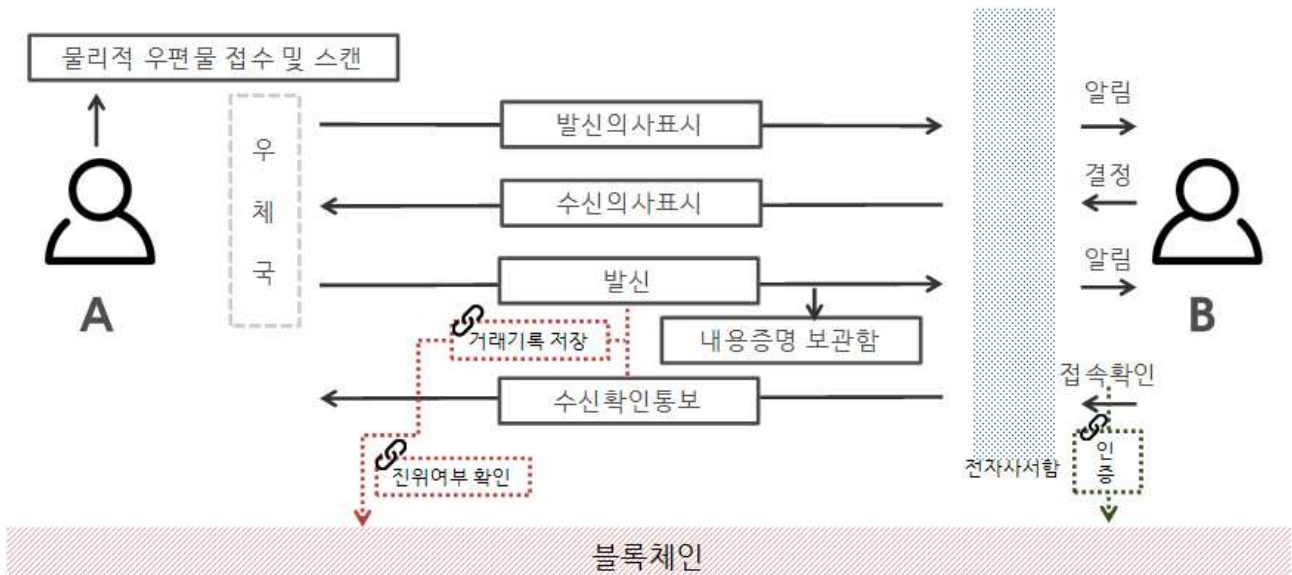 물리적 우편물 접수 및 스캔
우
체
국
A
발신의사표시
수신의사표시
발신
거래기록 저장
내용증명 보관함
수신확인통보
진위여부 확인
전자사서함
알림
결정
알림
B
접속확인
인
증
블록체인